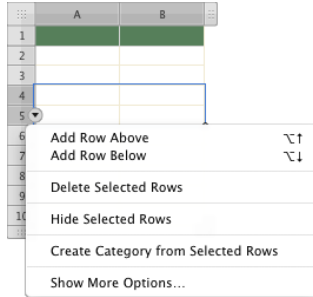 A B
1
2
3
4
5
6
7
8
9
10
Add Row Above ⌥↑
Add Row Below ⌥↓
Delete Selected Rows
Hide Selected Rows
Create Category from Selected Rows
Show More Options...